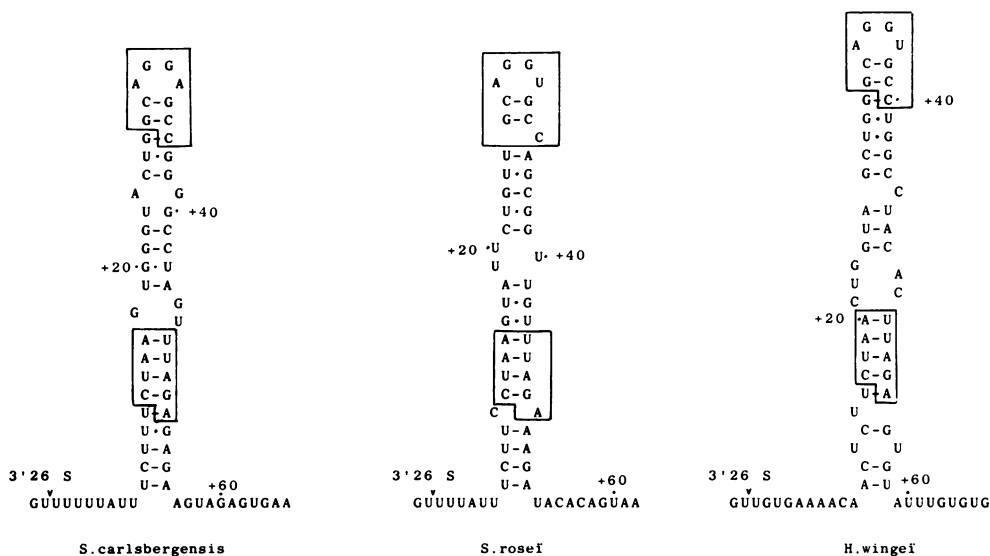 G G
A A
C-G
G-C
G-C
U·G
C-G
A G
U G· +40
G-C
G-C
+20 ·G·U
U-A
G
G
U
A-U
A-U
U-A
C-G
U-A
U·G
U-A
C-G
U-A
3'26 S
+60
GUUUUUUAUU AGUAGAGUGAA
S.carlsbergensis
G G
A U
C-G
G-C
C
U-A
U·G
G-C
U·G
C-G
+20 ·U
U· +40
U
A-U
U·G
G·U
A-U
A-U
U-A
C-G
C A
U-A
U-A
C-G
U-A
3'26 S
+60
GUUUUAUU UACACAGUAA
S.roseï
G G
A U
C-G
G-C
G-C· +40
G·U
U·G
C-G
G-C
C
A-U
U-A
G-C
G
A
U
C
C
+20 ·A-U
A-U
U-A
C-G
U-A
U
C G
U U
C-G
A-U
3'26 S
+60
GUUGUGAAAACA AUUUGUGUG
H.wingeï